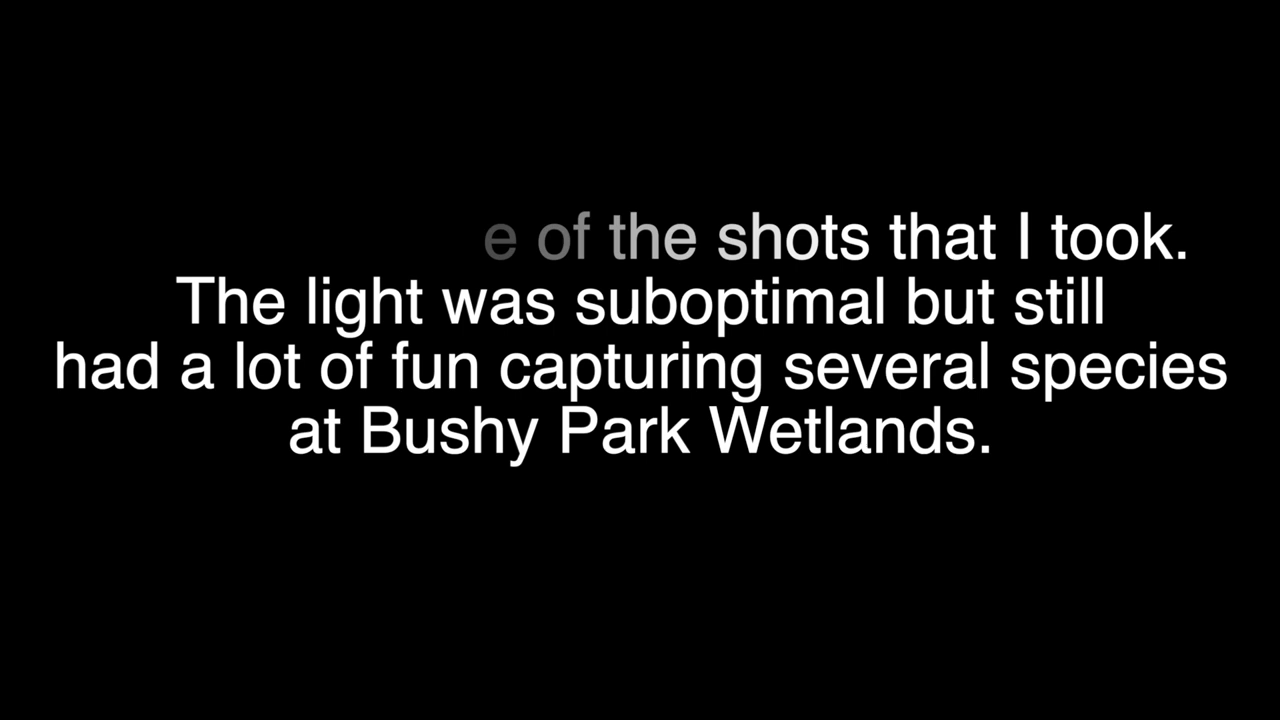 e of the shots that I took.
The light was suboptimal but still
had a lot of fun capturing several species
at Bushy Park Wetlands.